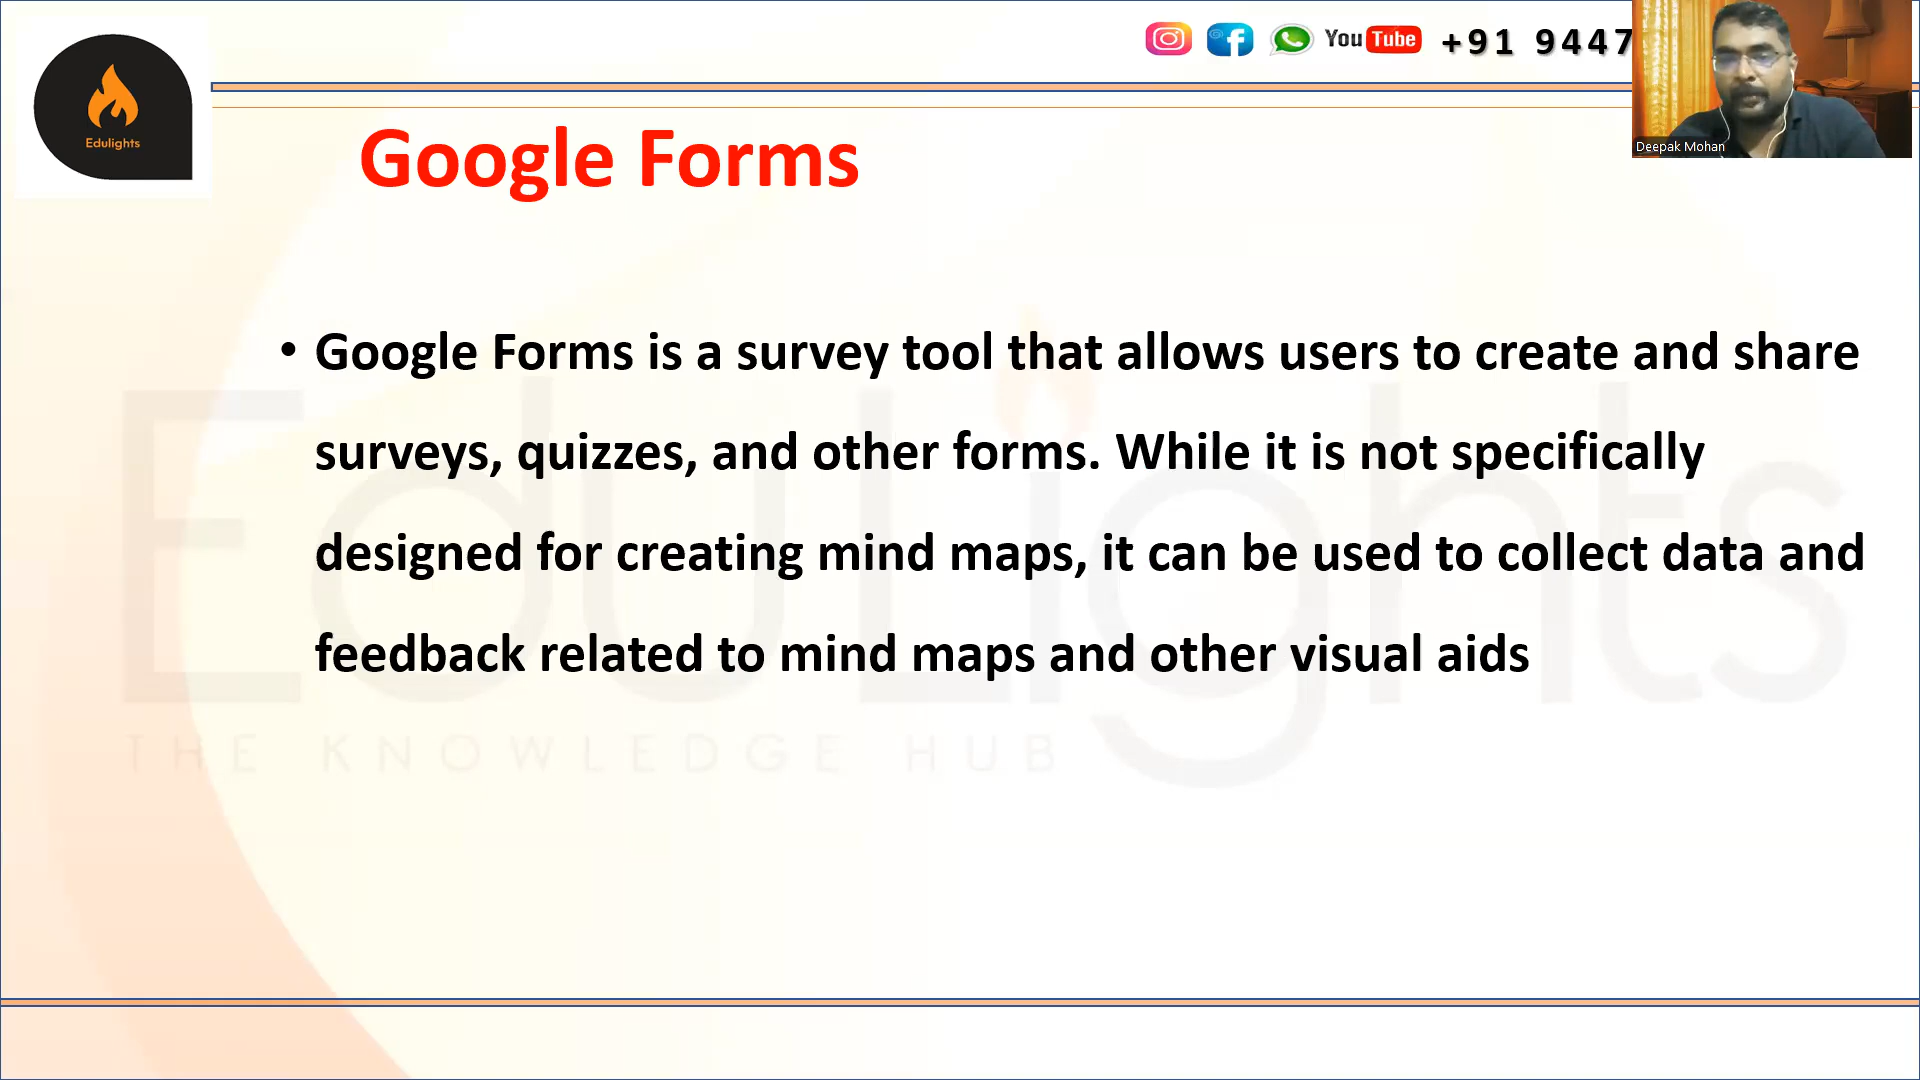 You Tube +91 9447
Edulights
Deepak Mohan
Google Forms
• Google Forms is a survey tool that allows users to create and share
surveys, quizzes, and other forms. While it is not specifically
designed for creating mind maps, it can be used to collect data and
feedback related to mind maps and other visual aids
EduLights
THE KNOWLEDGE HUB